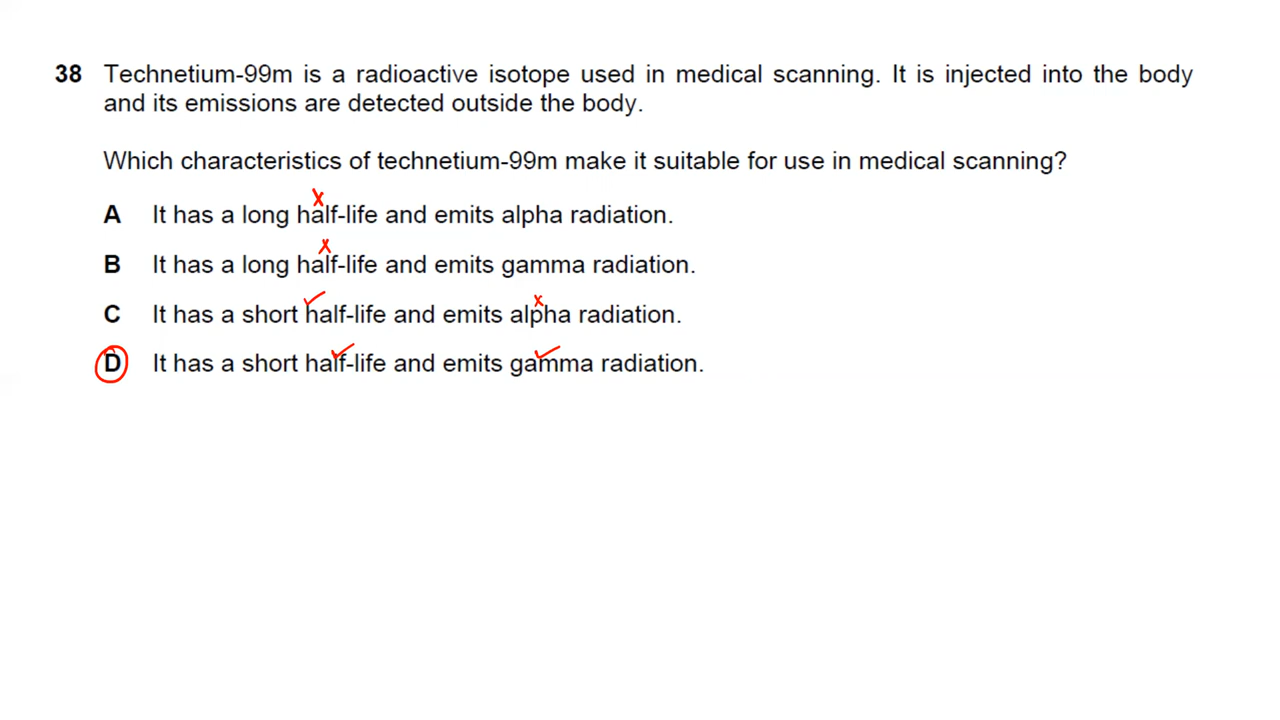 38 Technetium-99m is a radioactive isotope used in medical scanning. It is injected into the body
and its emissions are detected outside the body.
Which characteristics of technetium-99m make it suitable for use in medical scanning?
A It has a long half-life and emits alpha radiation.
B It has a long half-life and emits gamma radiation.
C It has a short half-life and emits alpha radiation.
D It has a short half-life and emits gamma radiation.